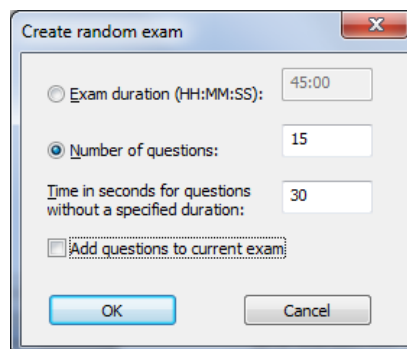 Create random exam
Exam duration (HH:MM:SS):
45:00
Number of questions:
15
Time in seconds for questions
without a specified duration:
30
Add questions to current exam
OK
Cancel